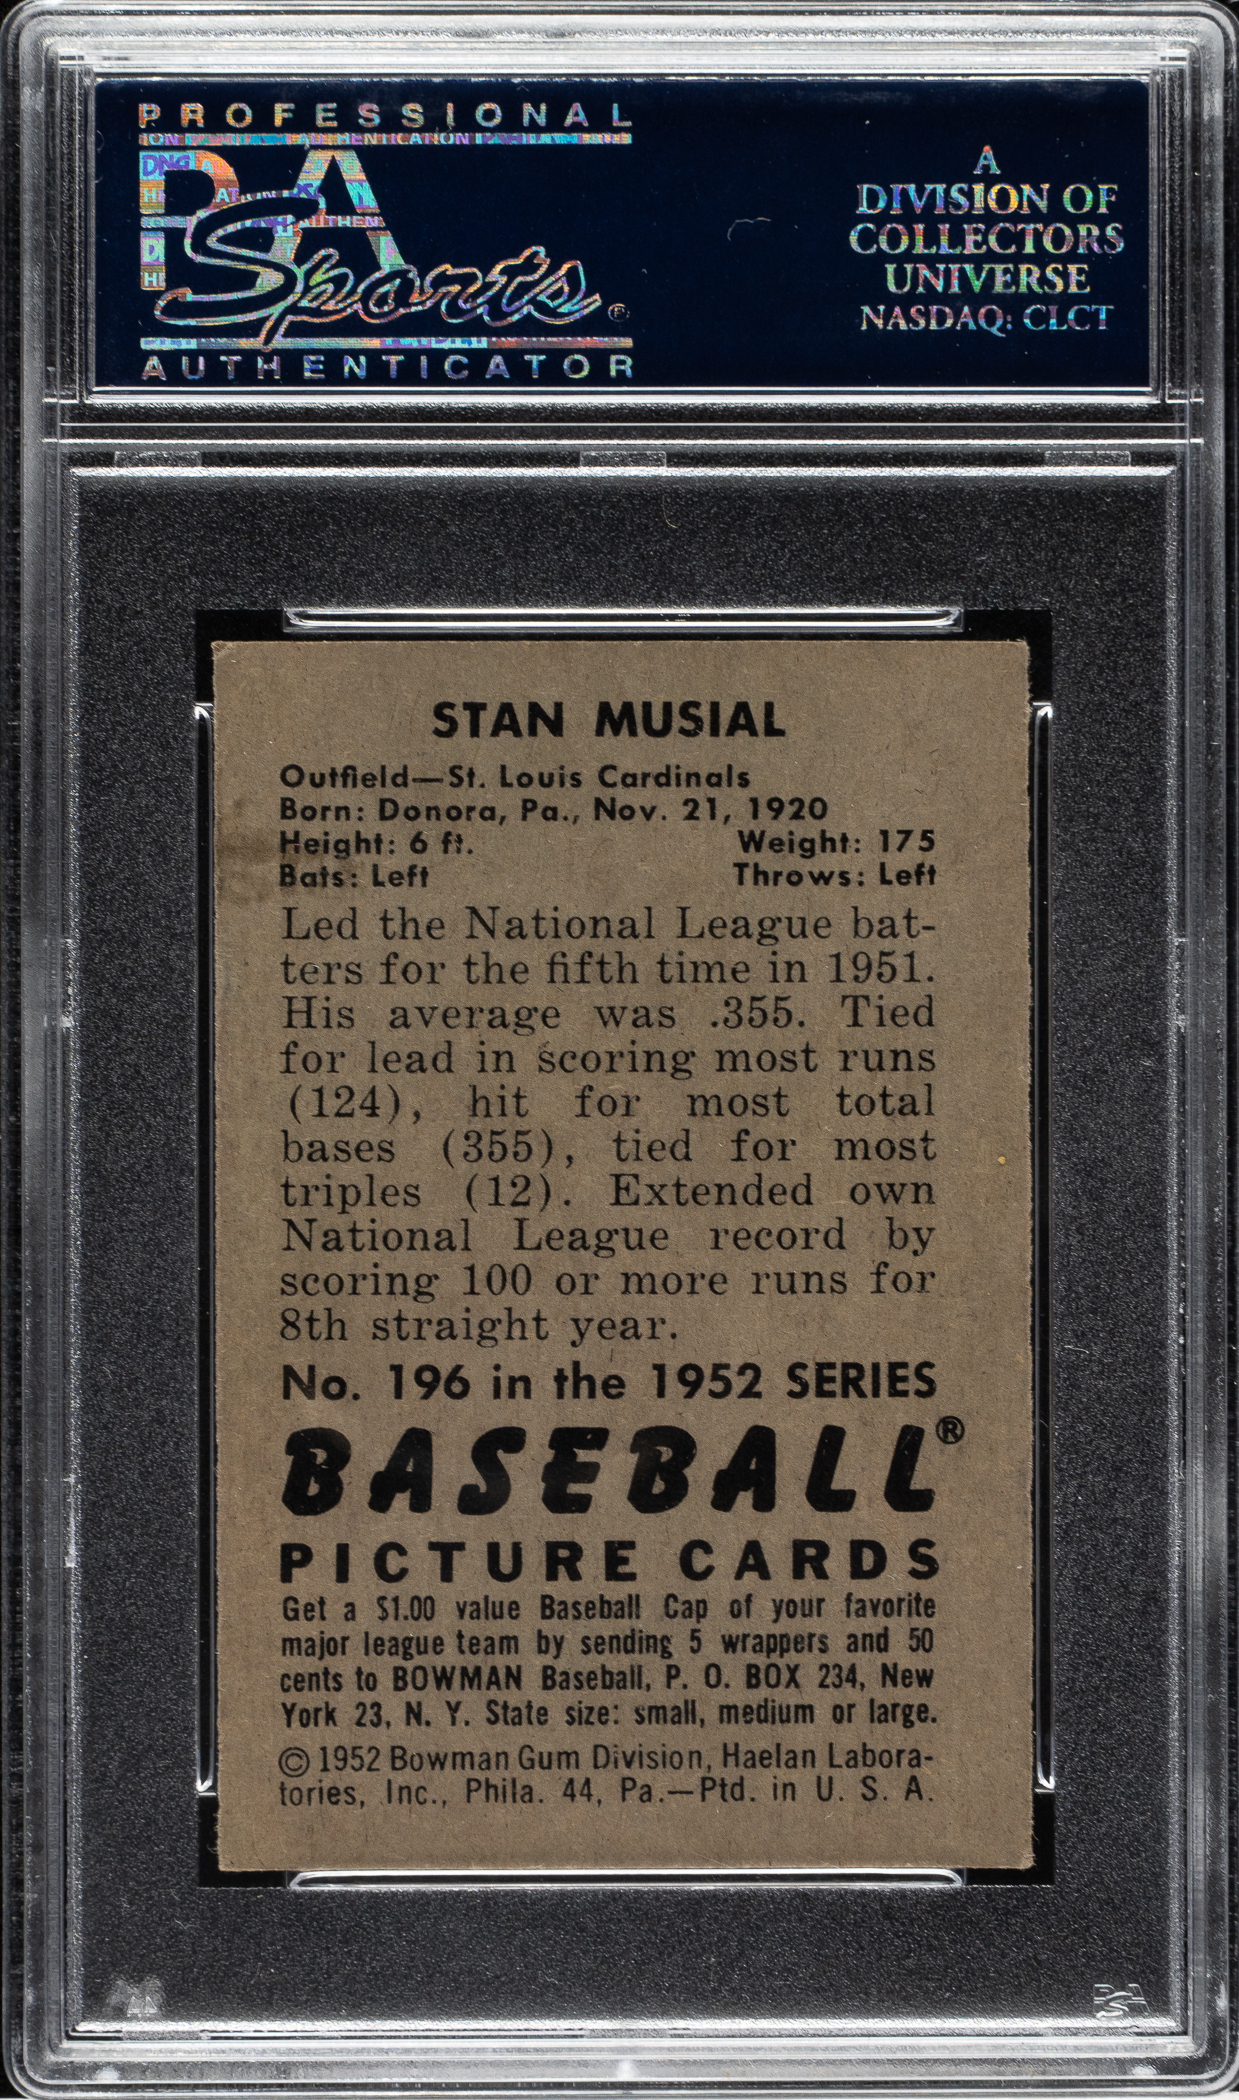 PROFESSIONAL
PSA
Sports®
AUTHENTICATOR
A
DIVISION OF
COLLECTORS
UNIVERSE
NASDAQ: CLCT
STAN MUSIAL
Outfield—St. Louis Cardinals
Born: Donora, Pa., Nov. 21, 1920
Height: 6 ft. Weight: 175
Bats: Left Throws: Left
Led the National League bat-
ters for the fifth time in 1951.
His average was .355. Tied
for lead in scoring most runs
(124), hit for most total
bases (355), tied for most
triples (12). Extended own
National League record by
scoring 100 or more runs for
8th straight year.
No. 196 in the 1952 SERIES
BASEBALL®
PICTURE CARDS
Get a $1.00 value Baseball Cap of your favorite
major league team by sending 5 wrappers and 50
cents to BOWMAN Baseball, P. O. BOX 234, New
York 23, N. Y. State size: small, medium or large.
© 1952 Bowman Gum Division, Haelan Labora-
tories, Inc., Phila. 44, Pa.—Ptd. in U. S. A.
PSA